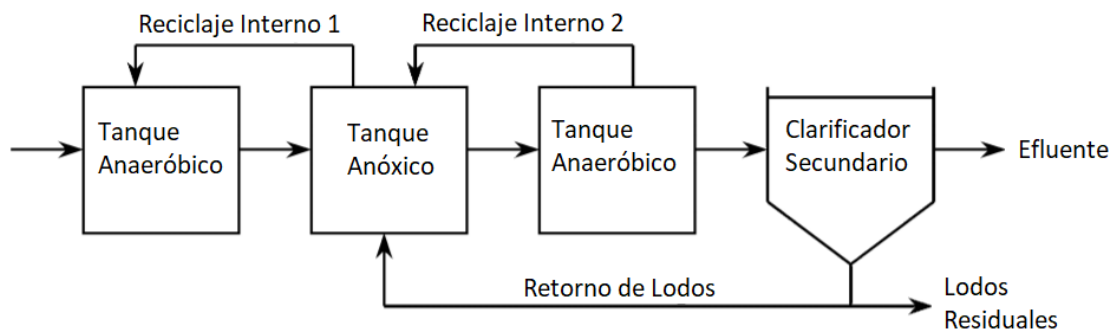 Reciclaje Interno 1
Reciclaje Interno 2
Tanque
Anaeróbico
Tanque
Anóxico
Tanque
Anaeróbico
Clarificador
Secundario
Efluente
Retorno de Lodos
Lodos
Residuales